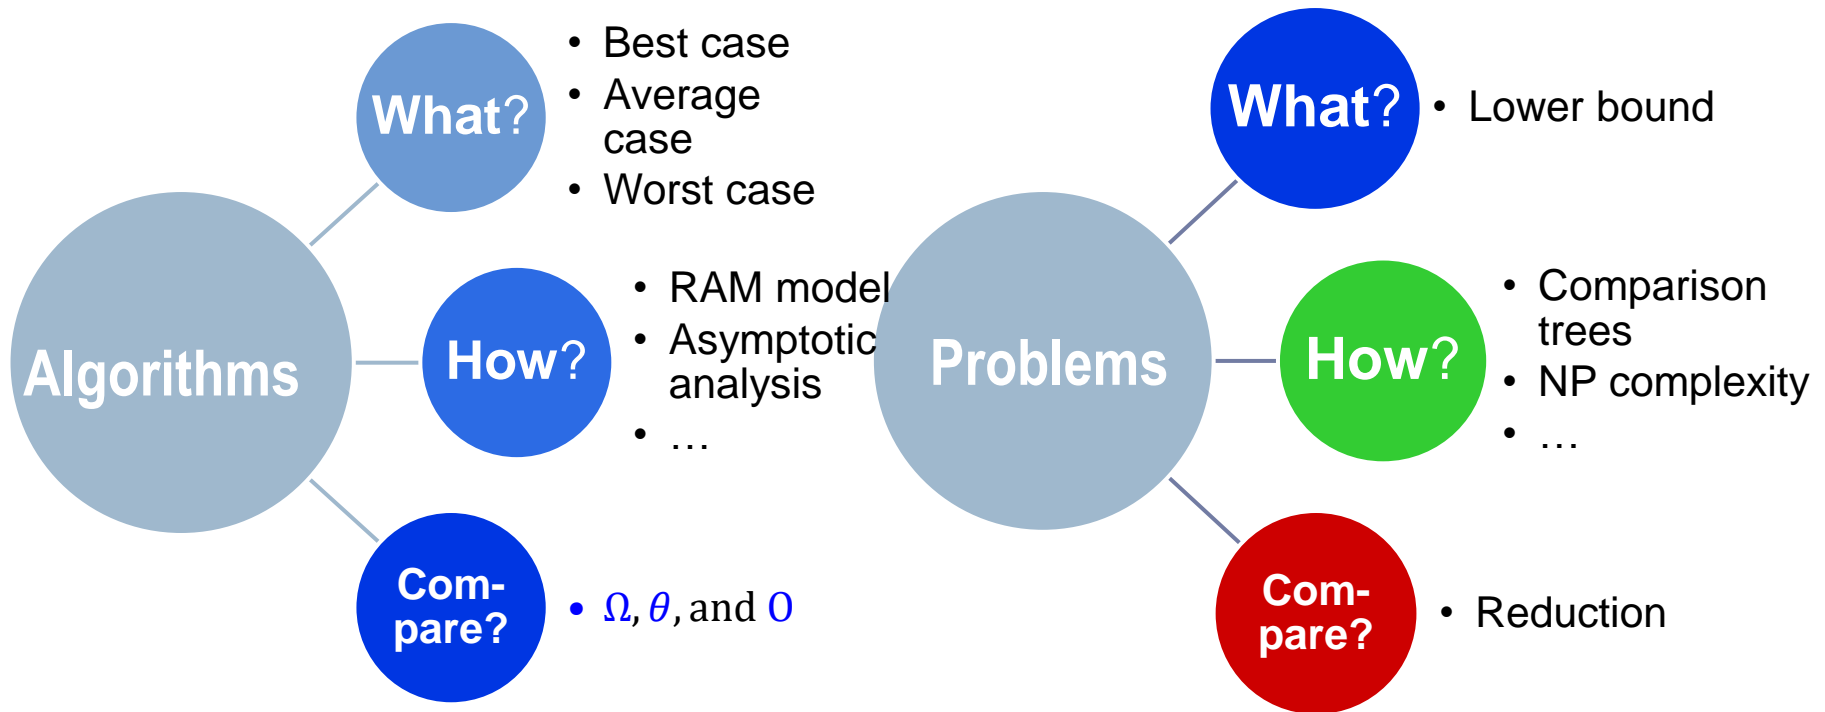 Algorithms
What?
• Best case
• Average
case
• Worst case
How?
• RAM model
• Asymptotic
analysis
• …
Com-
pare?
• Ω, θ, and O
Problems
What?
• Lower bound
How?
• Comparison
trees
• NP complexity
• …
Com-
pare?
• Reduction